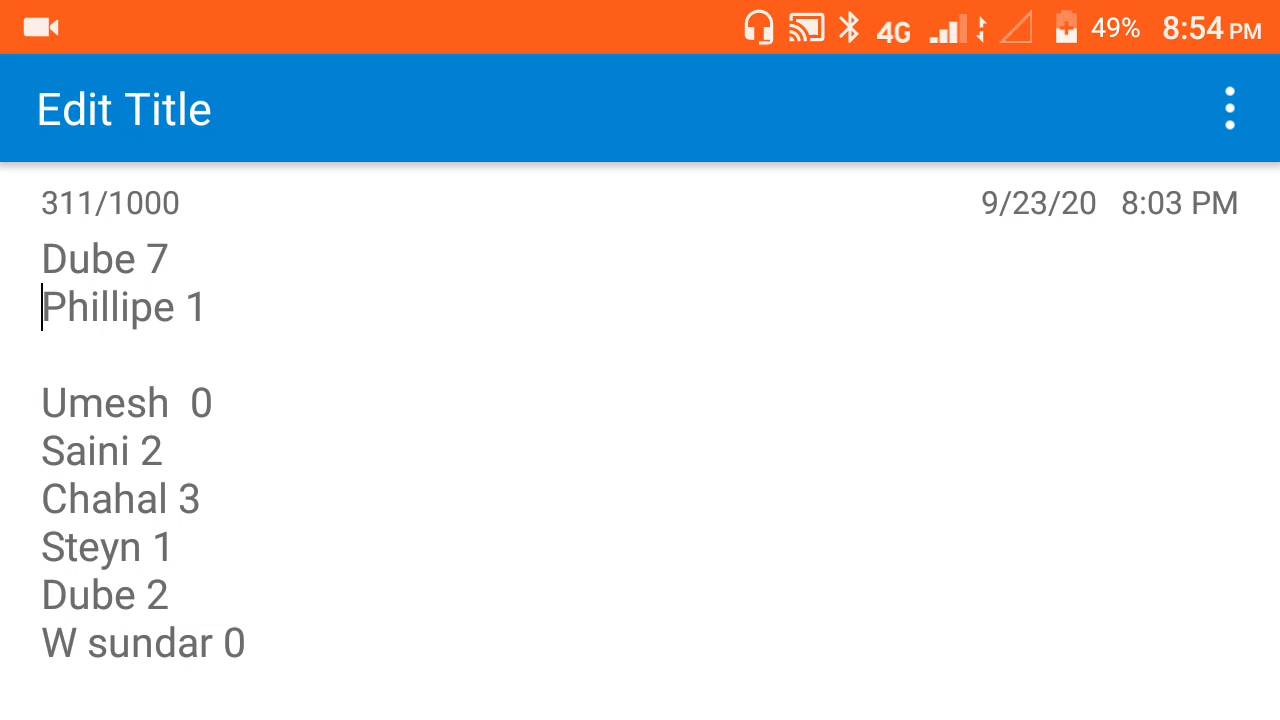 4G 49% 8:54 PM
Edit Title
311/1000 9/23/20 8:03 PM
Dube 7
Phillipe 1
Umesh  0
Saini 2
Chahal 3
Steyn 1
Dube 2
W sundar 0